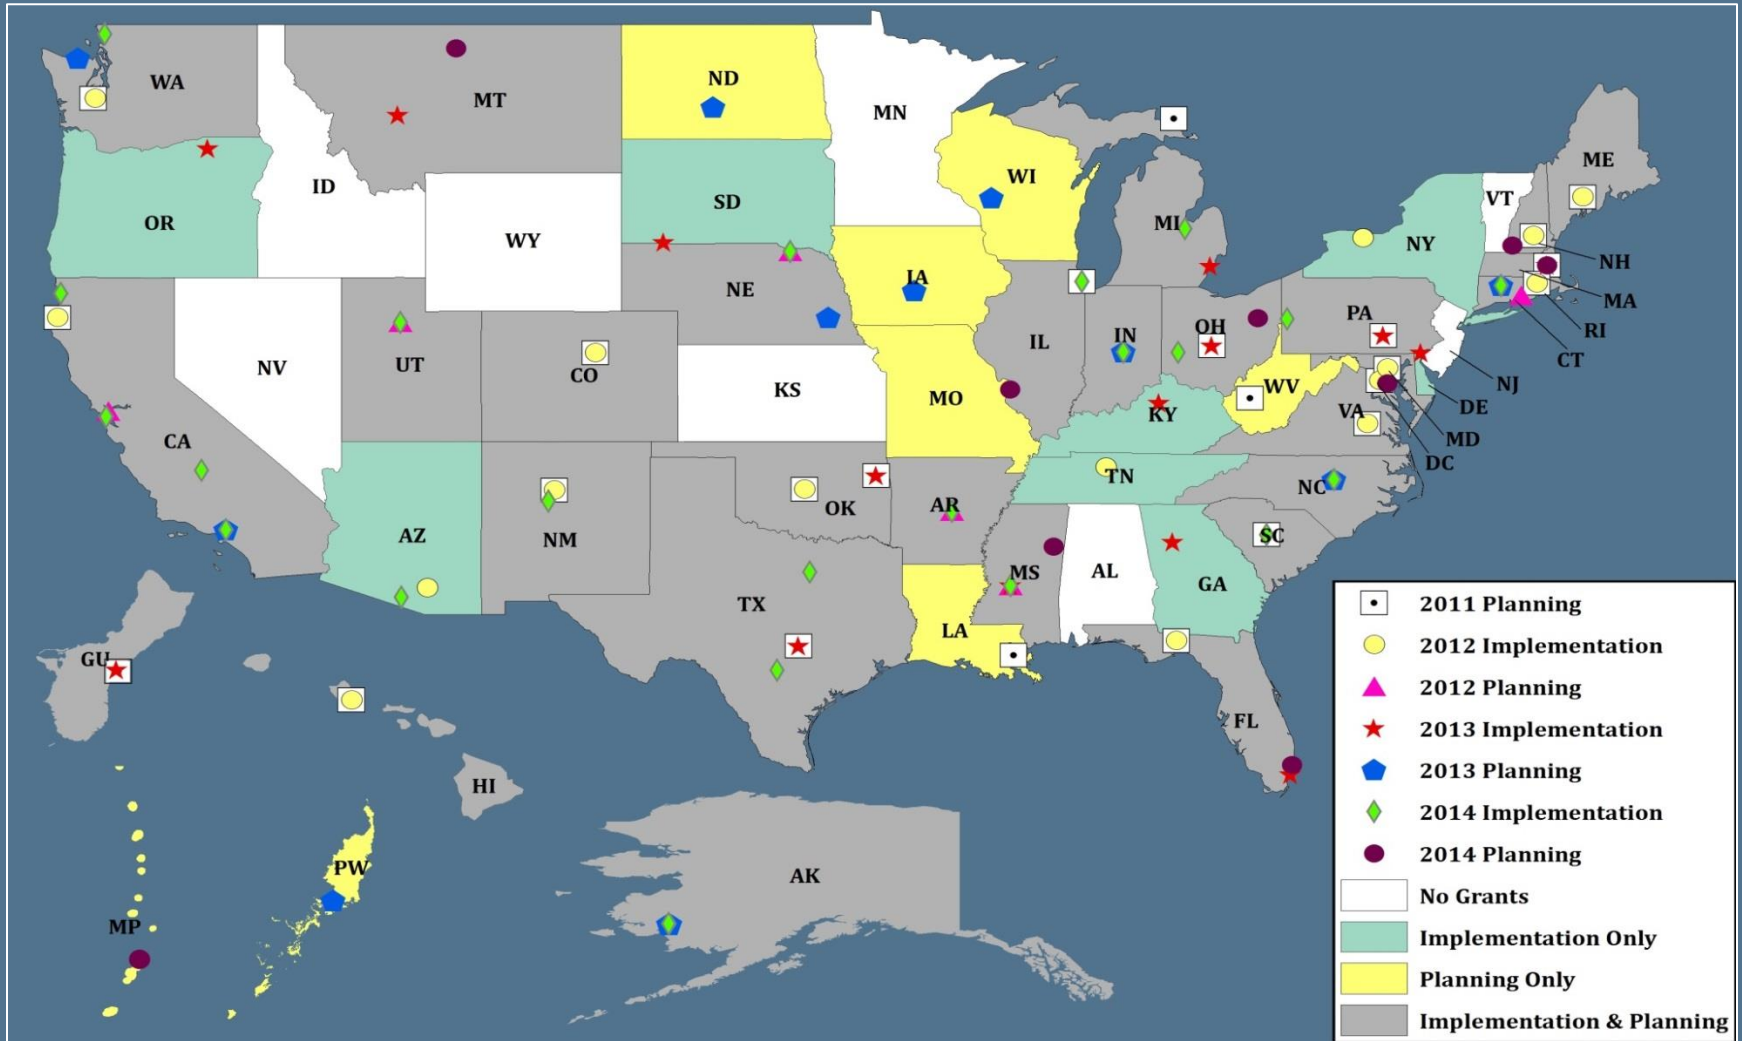 WA
MT
ND
MN
ME
ID
OR
SD
WI
VT
MI
NY
WY
NH
IA
NE
MA
PA
RI
OH
IN
IL
CT
UT
NV
CO
NJ
KS
WV
MO
DE
VA
KY
CA
MD
DC
TN
NC
AR
OK
AZ
NM
SC
MS
AL
GA
TX
LA
GU
FL
HI
PW
AK
MP
2011 Planning
2012 Implementation
2012 Planning
2013 Implementation
2013 Planning
2014 Implementation
2014 Planning
No Grants
Implementation Only
Planning Only
Implementation & Planning